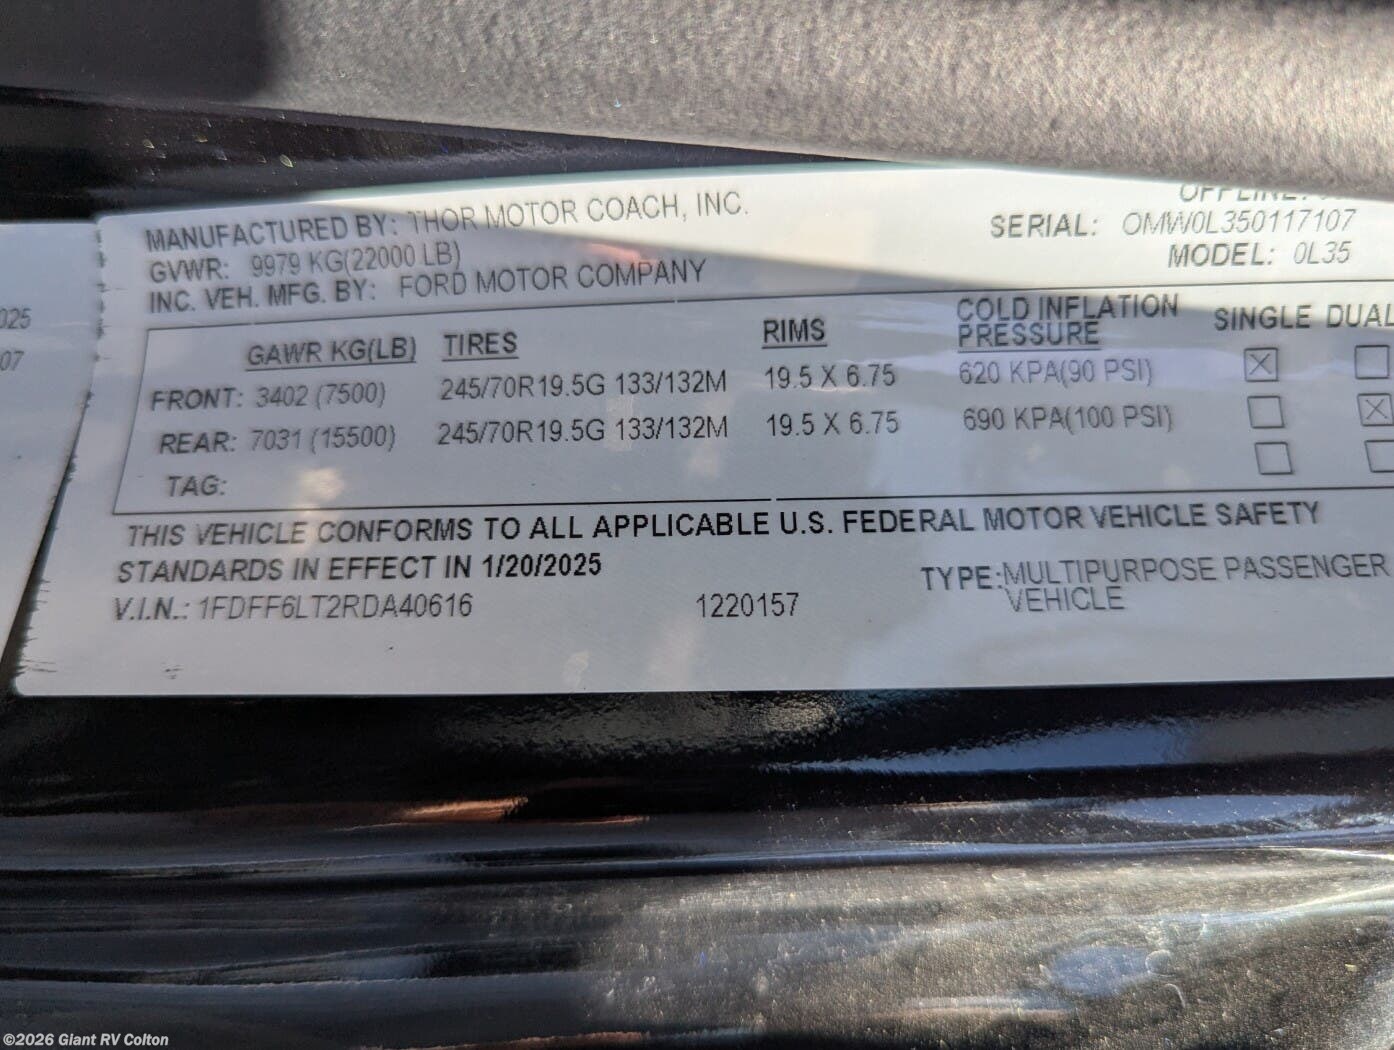 OFFLINE:
MANUFACTURED BY: THOR MOTOR COACH, INC.
SERIAL: OMW0L350117107
GVWR: 9979 KG(22000 LB)
MODEL: 0L35
INC. VEH. MFG. BY: FORD MOTOR COMPANY
GAWR KG(LB) TIRES RIMS COLD INFLATION PRESSURE SINGLE DUAL
FRONT: 3402 (7500) 245/70R19.5G 133/132M 19.5 X 6.75 620 KPA(90 PSI) ☒ ☐
REAR: 7031 (15500) 245/70R19.5G 133/132M 19.5 X 6.75 690 KPA(100 PSI) ☐ ☒
TAG: ☐ ☐
THIS VEHICLE CONFORMS TO ALL APPLICABLE U.S. FEDERAL MOTOR VEHICLE SAFETY
STANDARDS IN EFFECT IN 1/20/2025
V.I.N.: 1FDFF6LT2RDA40616 1220157 TYPE:MULTIPURPOSE PASSENGER
VEHICLE
025
07
©2026 Giant RV Colton